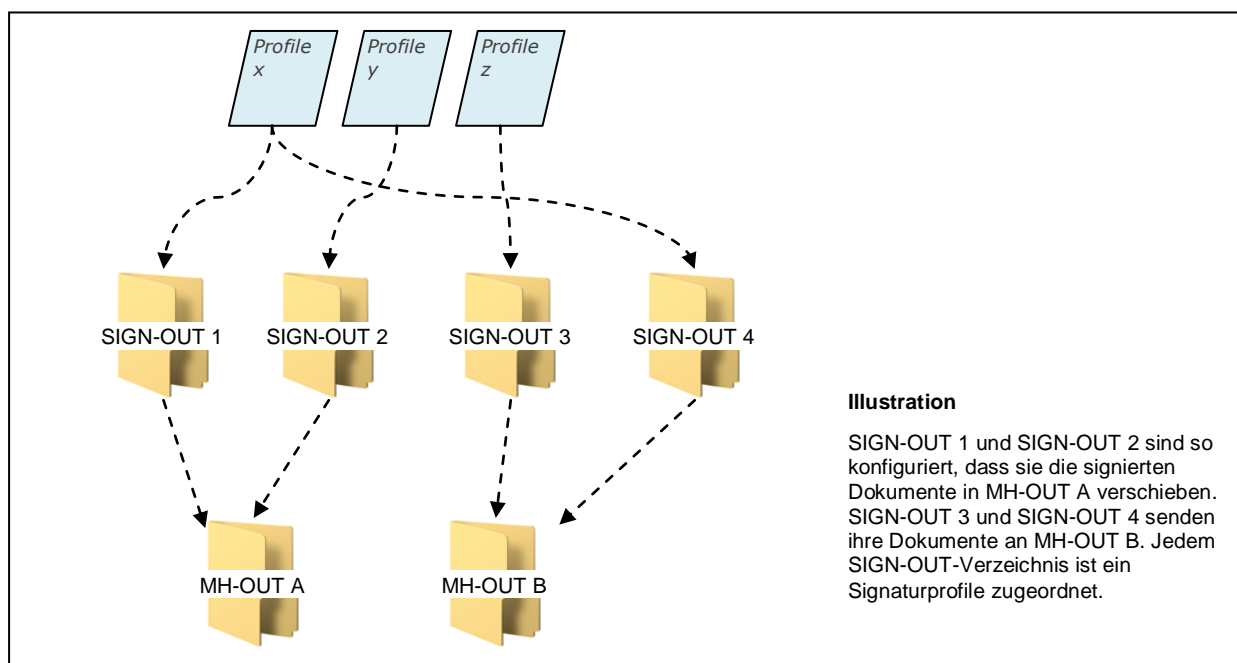 Profile
x
Profile
y
Profile
z
SIGN-OUT 1
SIGN-OUT 2
SIGN-OUT 3
SIGN-OUT 4
MH-OUT A
MH-OUT B
Illustration
SIGN-OUT 1 und SIGN-OUT 2 sind so
konfiguriert, dass sie die signierten
Dokumente in MH-OUT A verschieben.
SIGN-OUT 3 und SIGN-OUT 4 senden
ihre Dokumente an MH-OUT B. Jedem
SIGN-OUT-Verzeichnis ist ein
Signaturprofile zugeordnet.